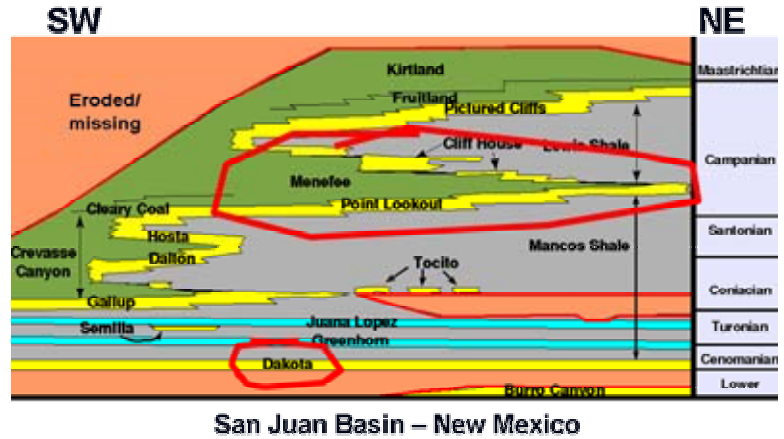 SW
NE
Kirtland
Maastrichtian
Eroded/
missing
Fruitland
Pictured Cliffs
Cliff House
Lewis Shale
Campanian
Menefee
Cleary Coal
Point Lookout
Santonian
Hosta
Mancos Shale
Crevasse
Canyon
Dalton
Tocito
Coniacian
Gallup
Juana Lopez
Semilla
Turonian
Greenhorn
Dakota
Cenomanian
Burro Canyon
Lower
San Juan Basin – New Mexico